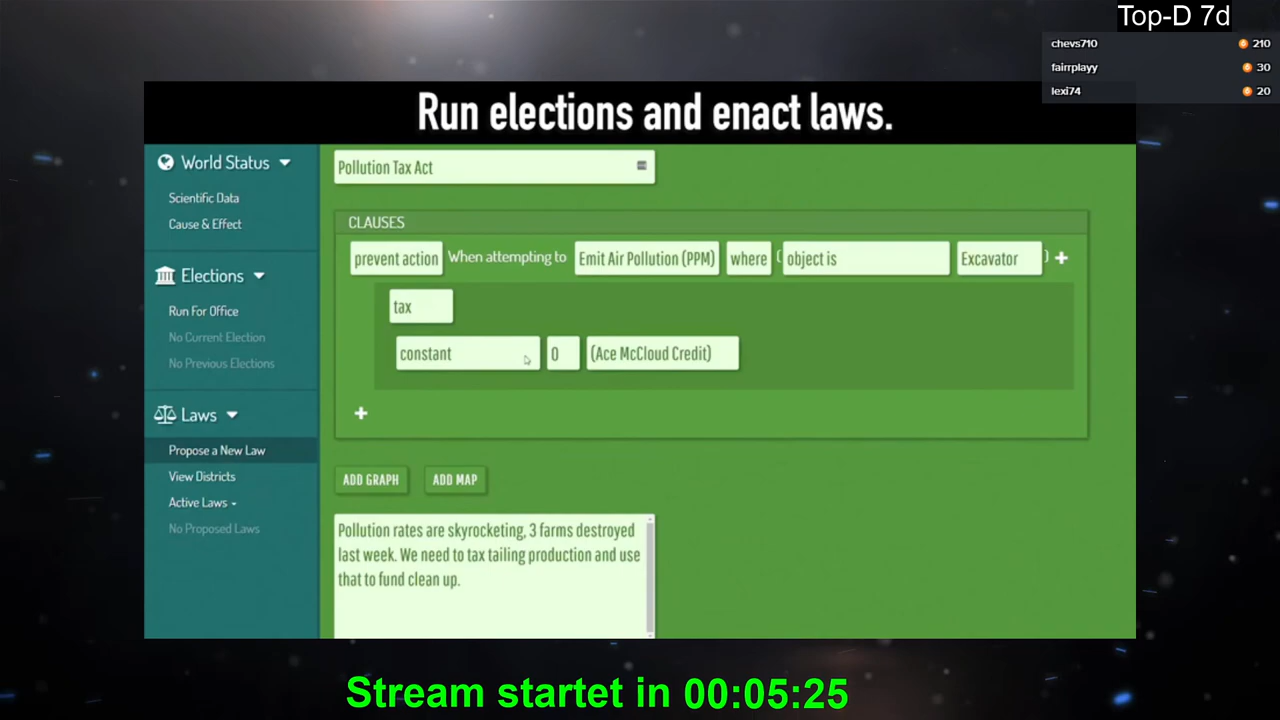 Top-D 7d
chevs710 210
fairrplayy 30
lexi74 20
Run elections and enact laws.
World Status
Scientific Data
Cause & Effect
Elections
Run For Office
No Current Election
No Previous Elections
Laws
Propose a New Law
View Districts
Active Laws
No Proposed Laws
Pollution Tax Act
CLAUSES
prevent action When attempting to Emit Air Pollution (PPM) where ( object is Excavator ) +
tax
constant 0 (Ace McCloud Credit)
+
ADD GRAPH ADD MAP
Pollution rates are skyrocketing, 3 farms destroyed
last week. We need to tax tailing production and use
that to fund clean up.
Stream startet in 00:05:25